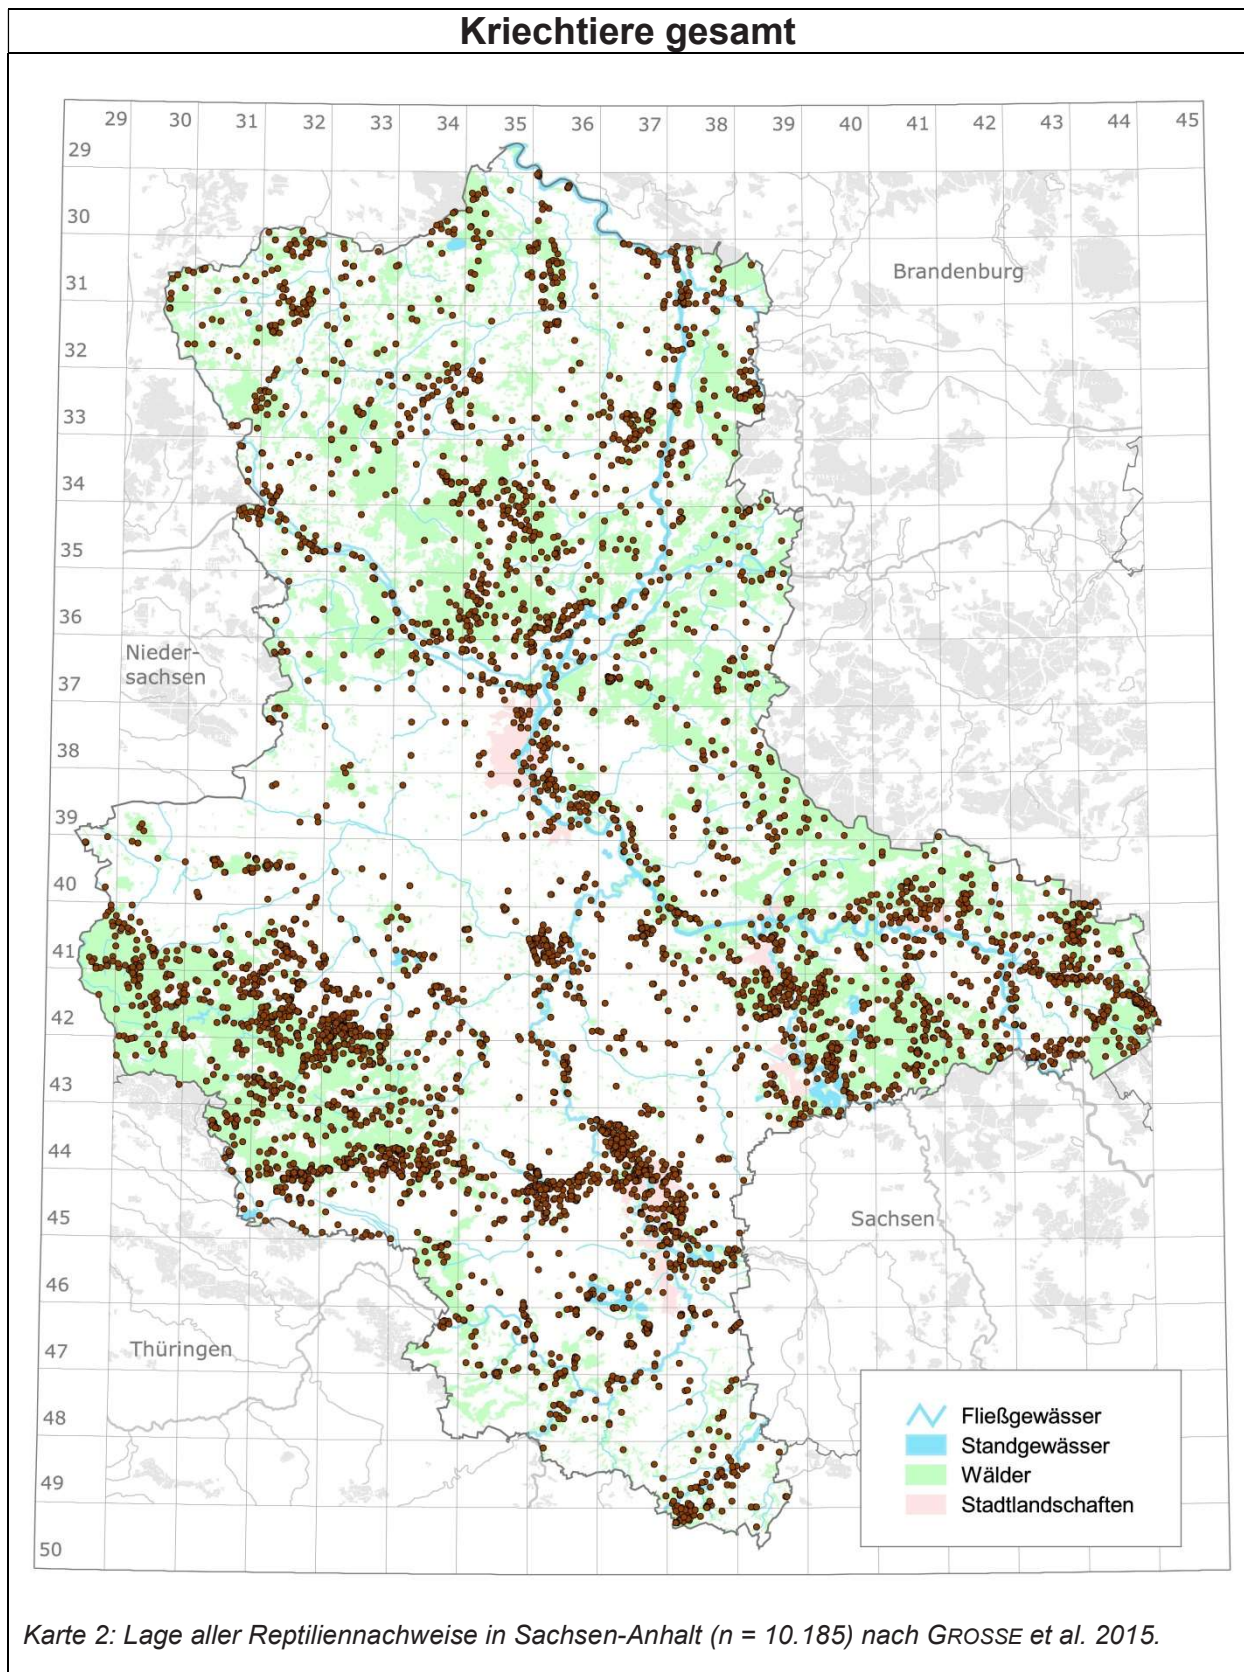 Kriechtiere gesamt
29 30 31 32 33 34 35 36 37 38 39 40 41 42 43 44 45
29
30
Brandenburg
31
32
33
34
35
36
Nieder-
sachsen
37
38
39
40
41
42
43
44
45
Sachsen
46
Thüringen
47
48
49
50
Fließgewässer
Standgewässer
Wälder
Stadtlandschaften
Karte 2: Lage aller Reptiliennachweise in Sachsen-Anhalt (n = 10.185) nach GROSSE et al. 2015.